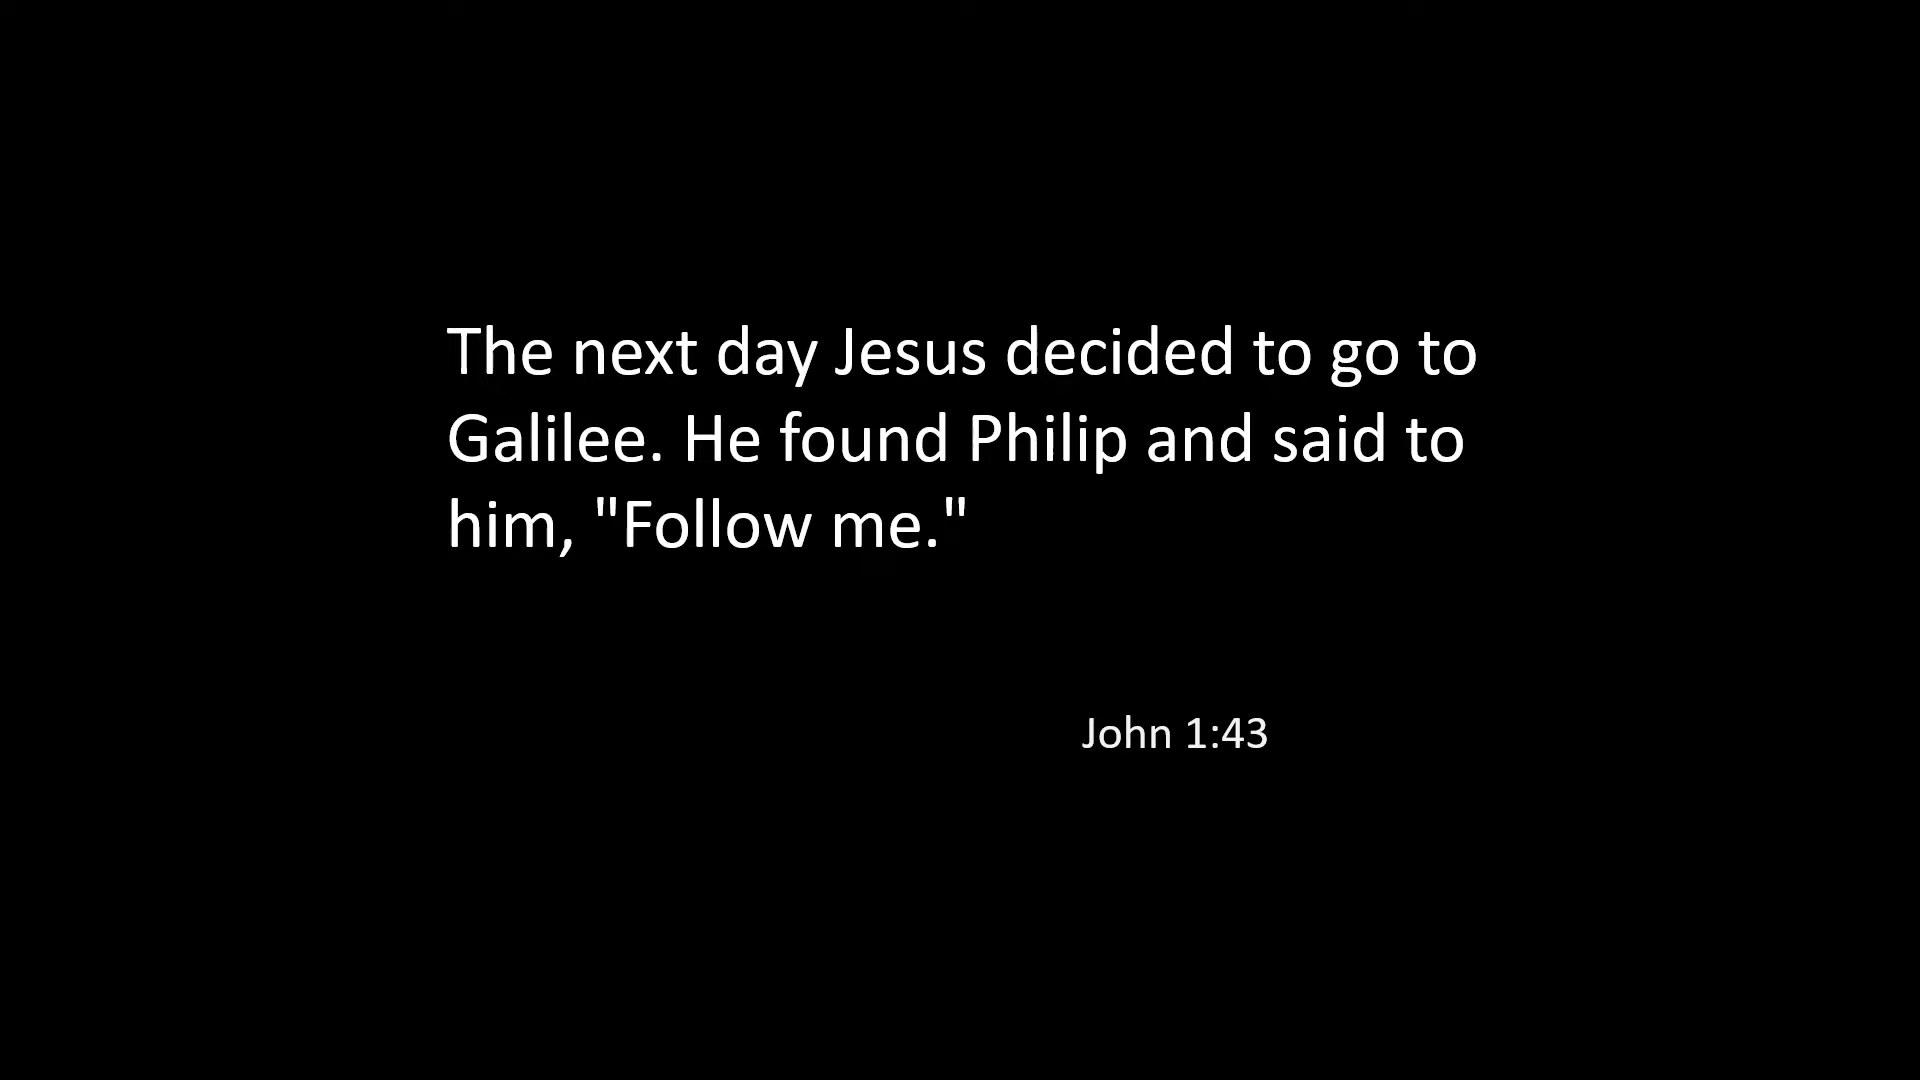 The next day Jesus decided to go to
Galilee. He found Philip and said to
him, "Follow me."
John 1:43